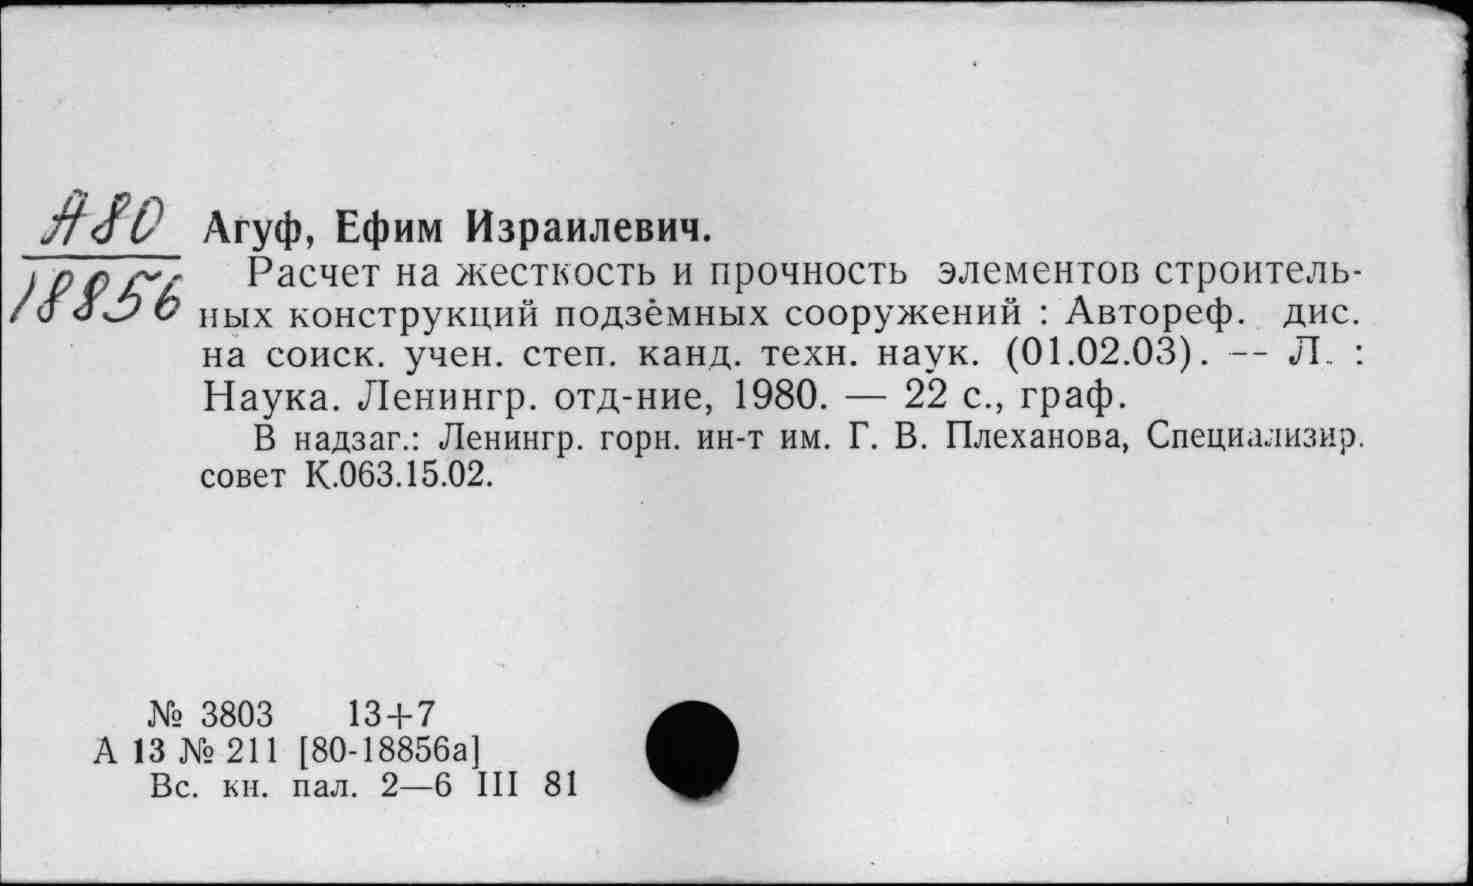 А80
18856
Агуф, Ефим Израилевич.
Расчет на жесткость и прочность элементов строитель-
ных конструкций подземных сооружений : Автореф. дис.
на соиск. учен. степ. канд. техн. наук. (01.02.03). -- Л. :
Наука. Ленингр. отд-ние, 1980. — 22 с., граф.
В надзаг.: Ленингр. горн. ин-т им. Г. В. Плеханова, Специализир.
совет К.063.15.02.
№ 3803 13+7
А 13 № 211 [80-18856а]
Вс. кн. пал. 2—6 III 81